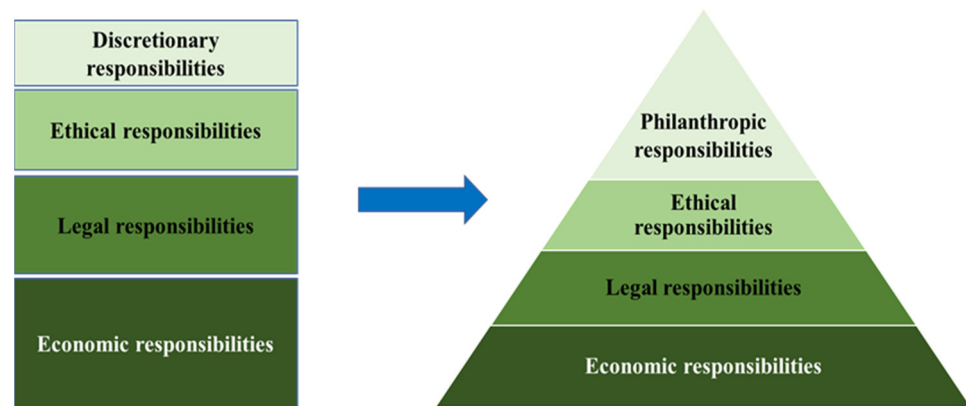 Discretionary
responsibilities
Ethical responsibilities
Legal responsibilities
Economic responsibilities
Philanthropic
responsibilities
Ethical
responsibilities
Legal responsibilities
Economic responsibilities